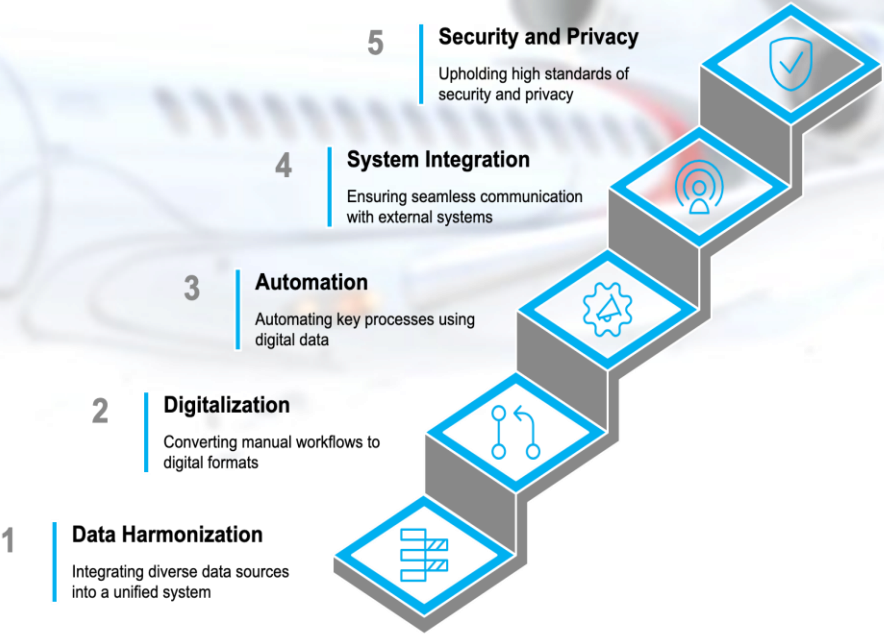 5
Security and Privacy
Upholding high standards of
security and privacy
4
System Integration
Ensuring seamless communication
with external systems
3
Automation
Automating key processes using
digital data
2
Digitalization
Converting manual workflows to
digital formats
1
Data Harmonization
Integrating diverse data sources
into a unified system